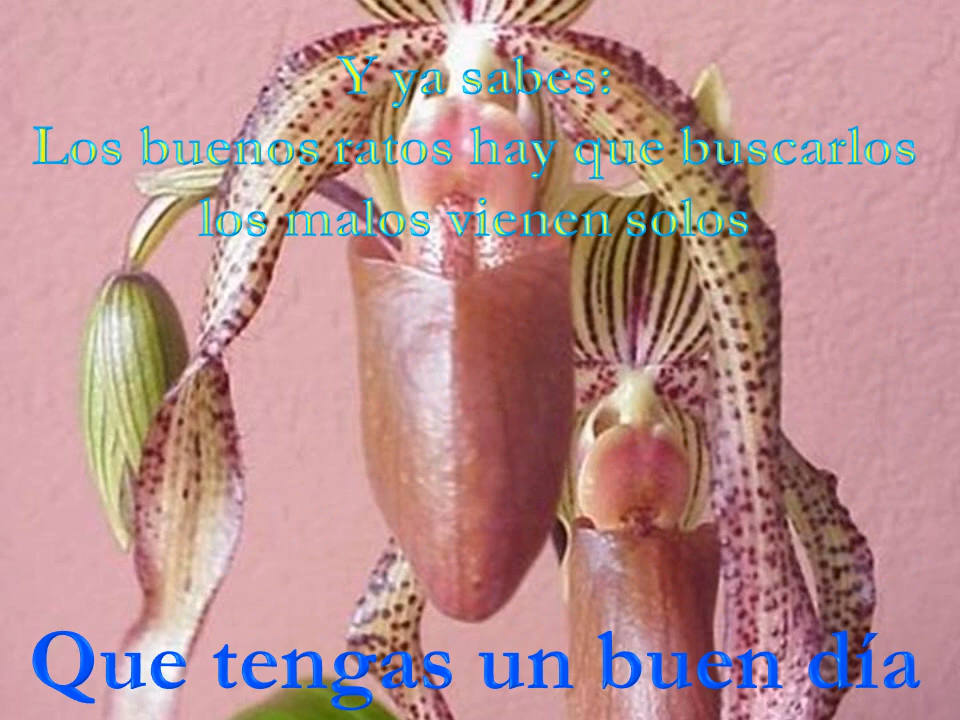 Y ya sabes:
Los buenos ratos hay que buscarlos
los malos vienen solos
Que tengas un buen día